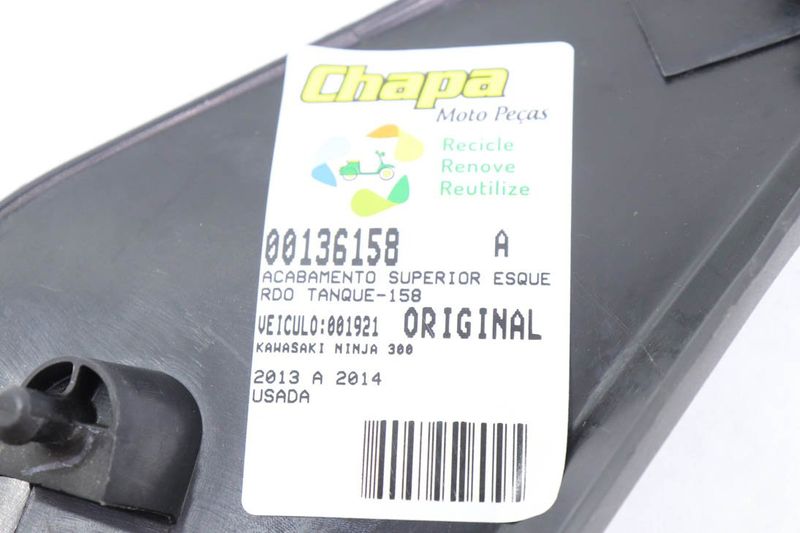 Chapa
Moto Peças
Recicle
Renove
Reutilize
00136158 A
ACABAMENTO SUPERIOR ESQUE
RDO TANQUE-158
VEICULO:001921 ORIGINAL
KAWASAKI NINJA 300
2013 A 2014
USADA